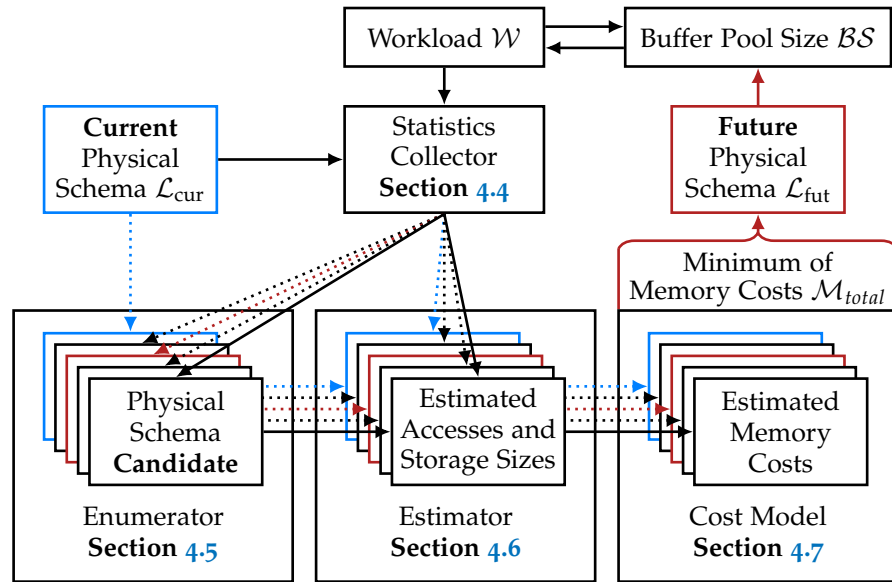 Workload 𝒲
Buffer Pool Size ℬ𝒮
Current
Physical
Schema ℒcur
Statistics
Collector
Section 4.4
Future
Physical
Schema ℒfut
Minimum of
Memory Costs ℳtotal
Physical
Schema
Candidate
Enumerator
Section 4.5
Estimated
Accesses and
Storage Sizes
Estimator
Section 4.6
Estimated
Memory
Costs
Cost Model
Section 4.7